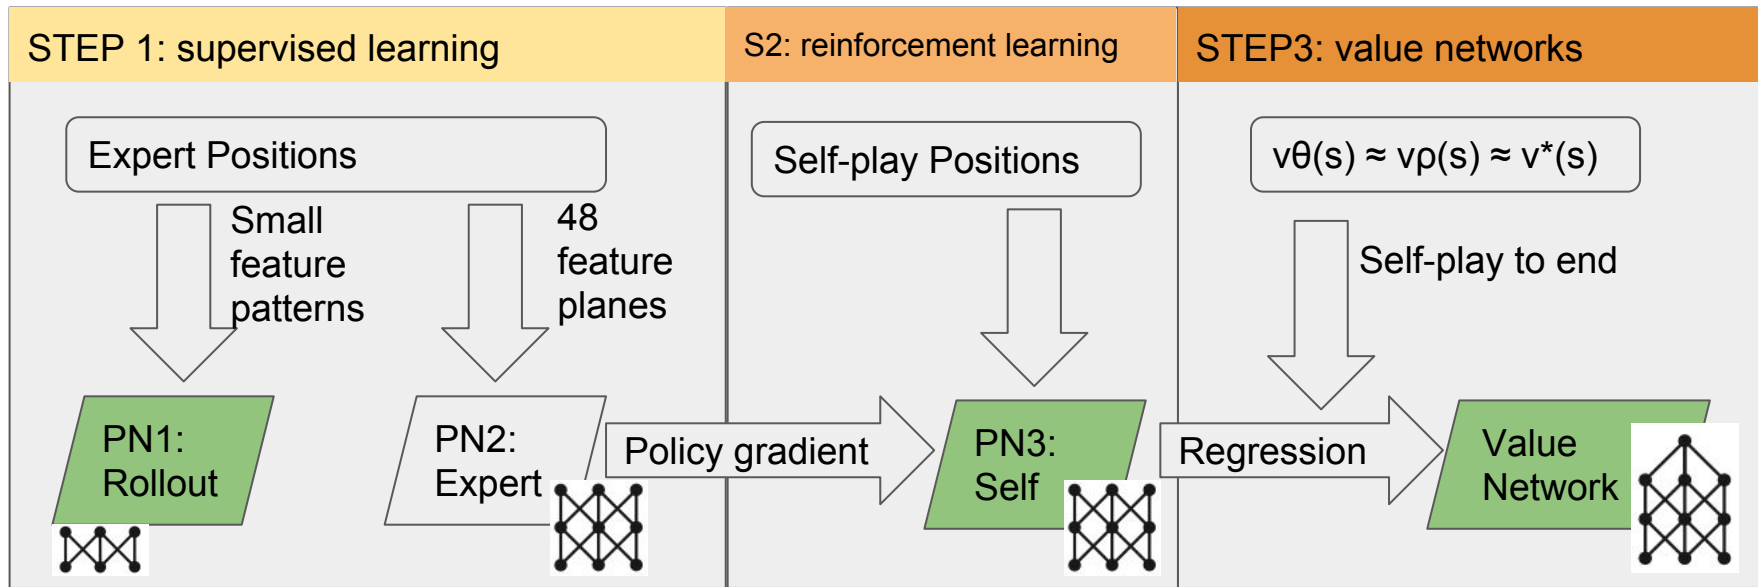 STEP 1: supervised learning
S2: reinforcement learning
STEP3: value networks
Expert Positions
Self-play Positions
vθ(s) ≈ vρ(s) ≈ v*(s)
Small
feature
patterns
48
feature
planes
Self-play to end
PN1:
Rollout
PN2:
Expert
Policy gradient
PN3:
Self
Regression
Value
Network